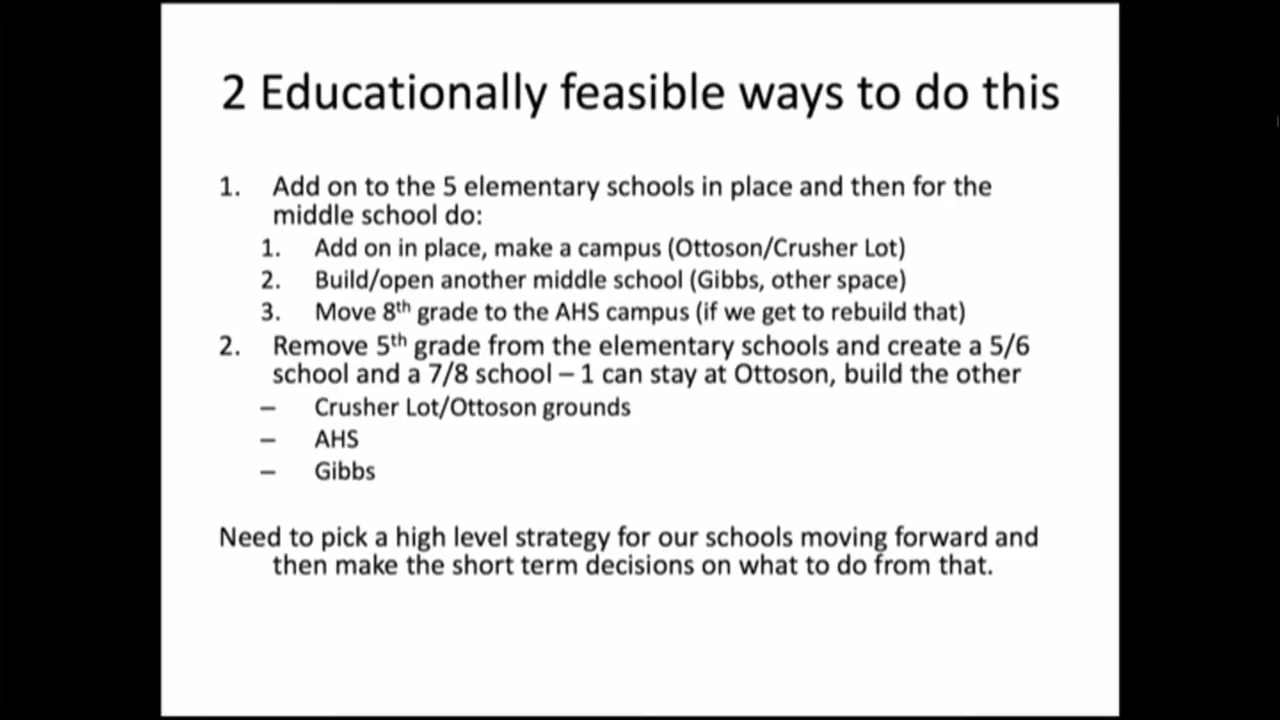 2 Educationally feasible ways to do this
1. Add on to the 5 elementary schools in place and then for the
middle school do:
1. Add on in place, make a campus (Ottoson/Crusher Lot)
2. Build/open another middle school (Gibbs, other space)
3. Move 8th grade to the AHS campus (if we get to rebuild that)
2. Remove 5th grade from the elementary schools and create a 5/6
school and a 7/8 school – 1 can stay at Ottoson, build the other
– Crusher Lot/Ottoson grounds
– AHS
– Gibbs
Need to pick a high level strategy for our schools moving forward and
then make the short term decisions on what to do from that.